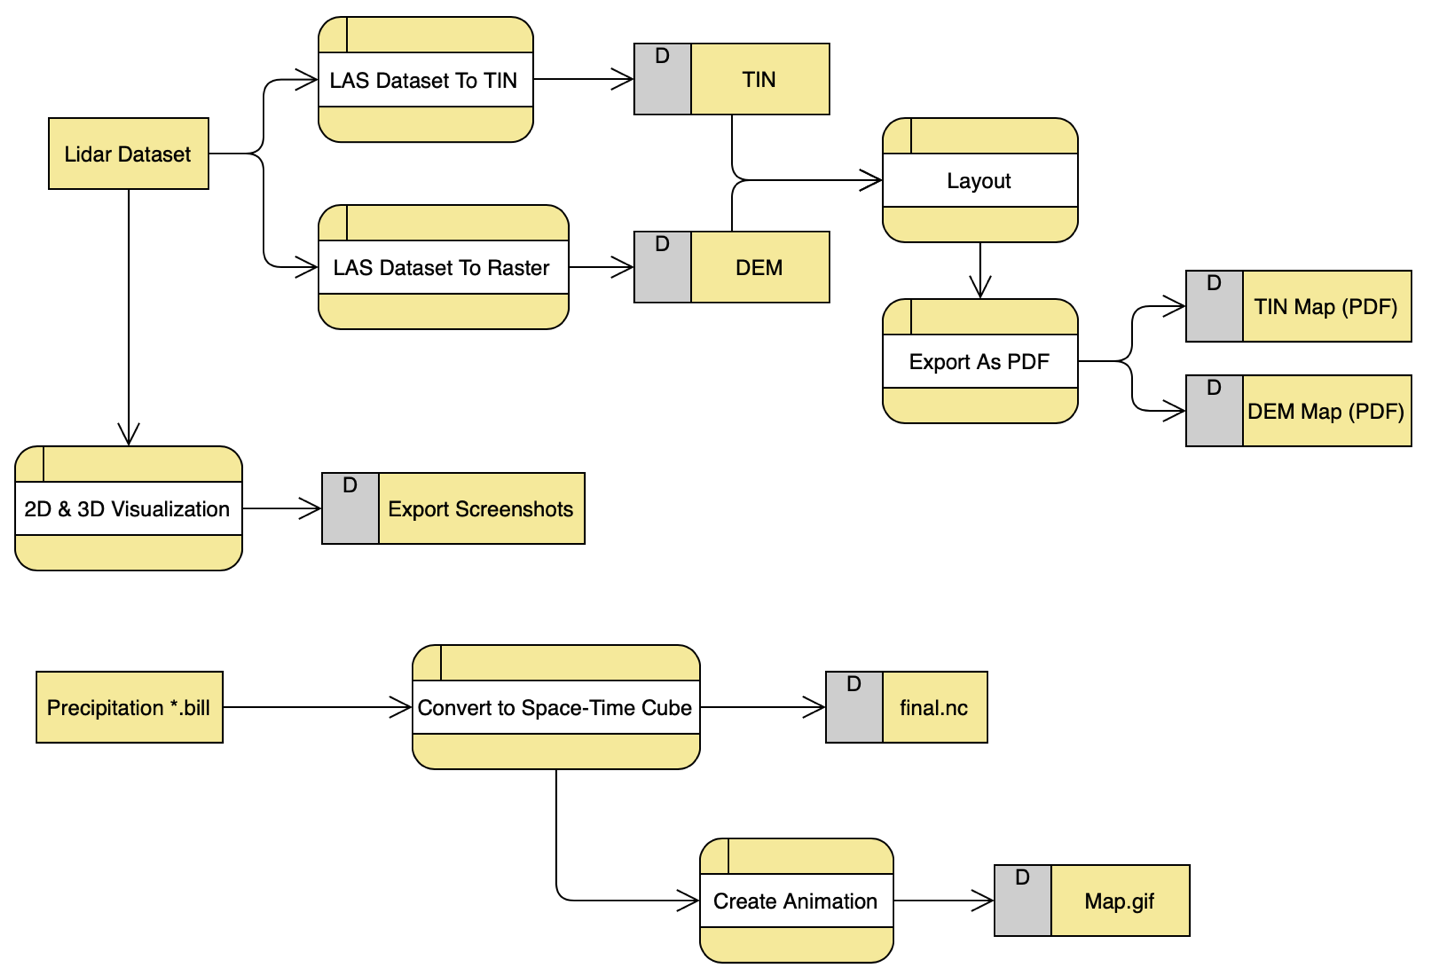 LAS Dataset To TIN
D
TIN
Lidar Dataset
Layout
LAS Dataset To Raster
D
DEM
D
TIN Map (PDF)
Export As PDF
D
DEM Map (PDF)
2D & 3D Visualization
D
Export Screenshots
Precipitation *.bill
Convert to Space-Time Cube
D
final.nc
Create Animation
D
Map.gif